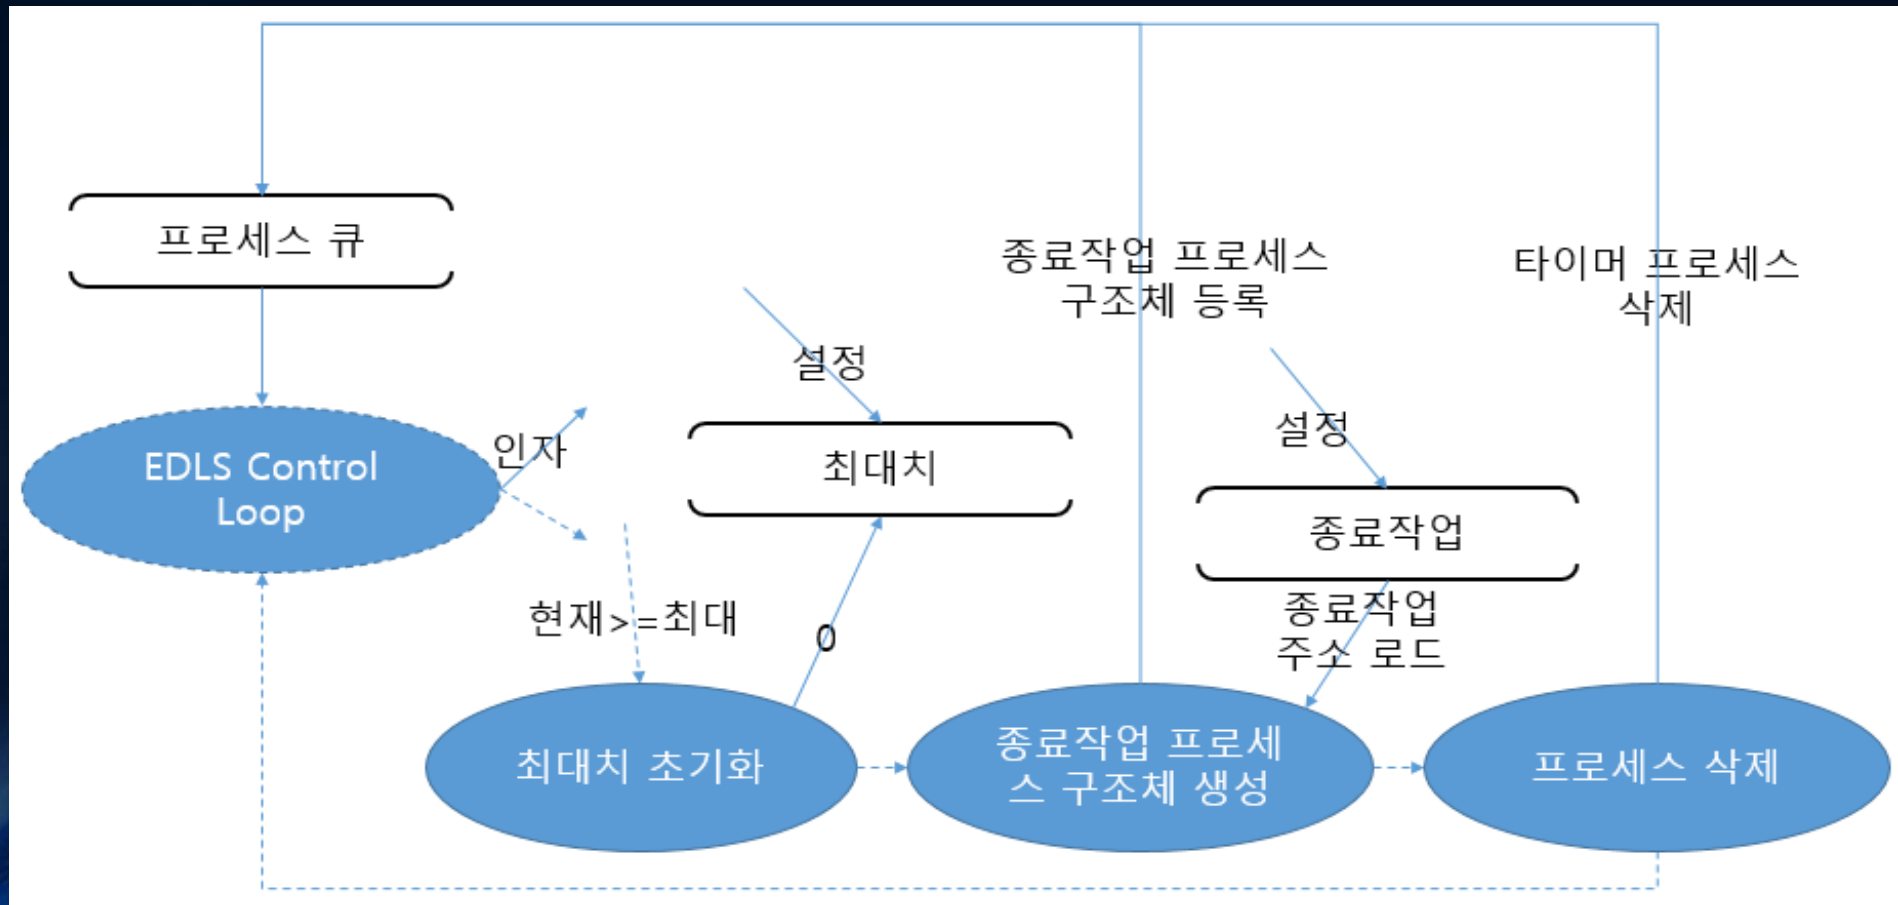 프로세스 큐
종료작업 프로세스
구조체 등록
타이머 프로세스
삭제
설정
설정
인자
EDLS Control
Loop
최대치
종료작업
현재>=최대
0
종료작업
주소 로드
최대치 초기화
종료작업 프로세
스 구조체 생성
프로세스 삭제